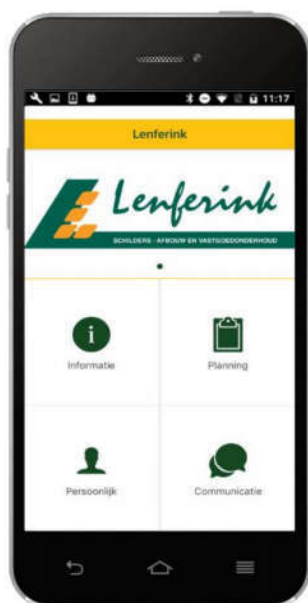 11:17
Lenferink
Lenferink
SCHILDERS - AFBOUW EN VASTGOEDONDERHOUD
i
Informatie
Planning
Persoonlijk
Communicatie